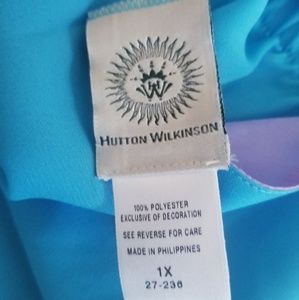 HUTTON WILKINSON
100% POLYESTER
EXCLUSIVE OF DECORATION
SEE REVERSE FOR CARE
MADE IN PHILIPPINES
1X
27-236